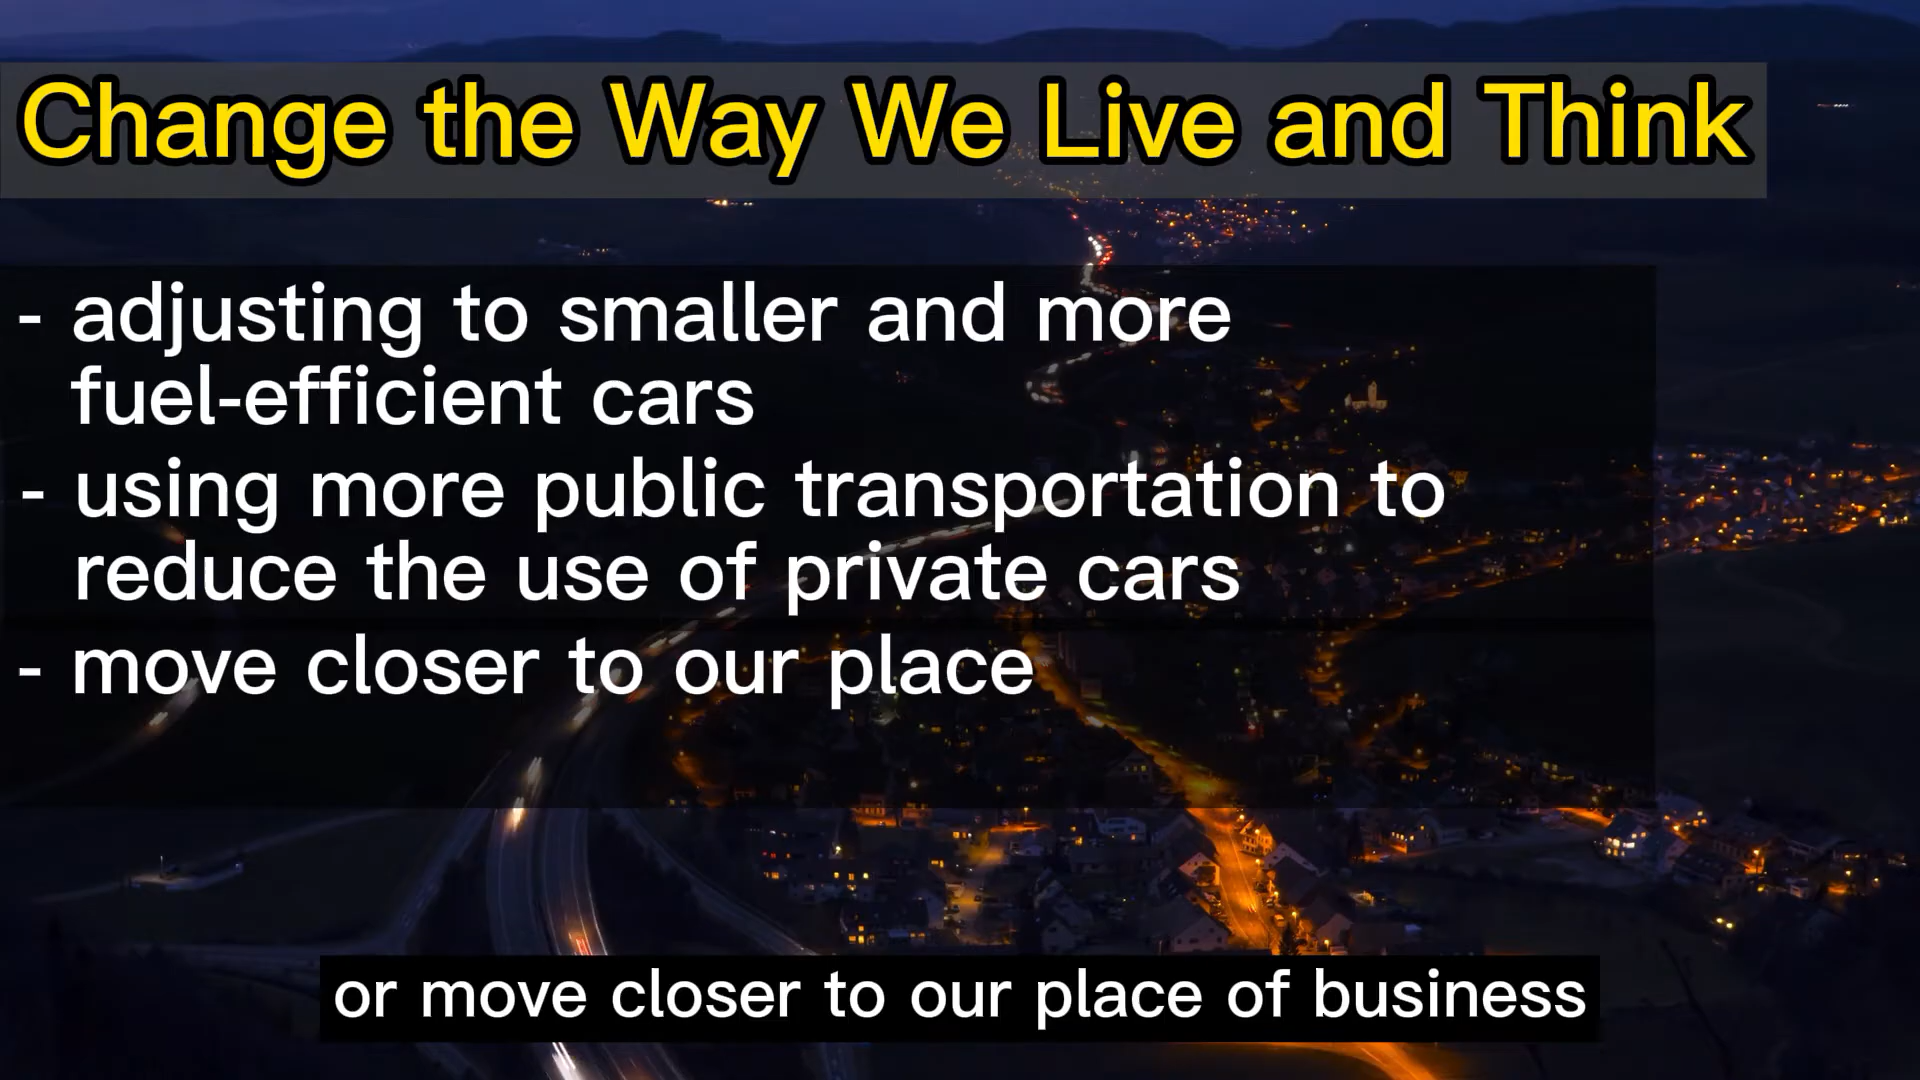 Change the Way We Live and Think
- adjusting to smaller and more
fuel-efficient cars
- using more public transportation to
reduce the use of private cars
- move closer to our place
or move closer to our place of business